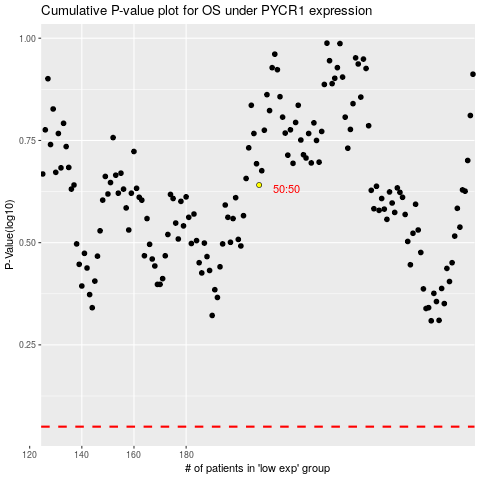 Cumulative P-value plot for OS under PYCR1 expression
P-Value(log10)
1.00
0.75
0.50
0.25
50:50
120 140 160 180
# of patients in 'low exp' group